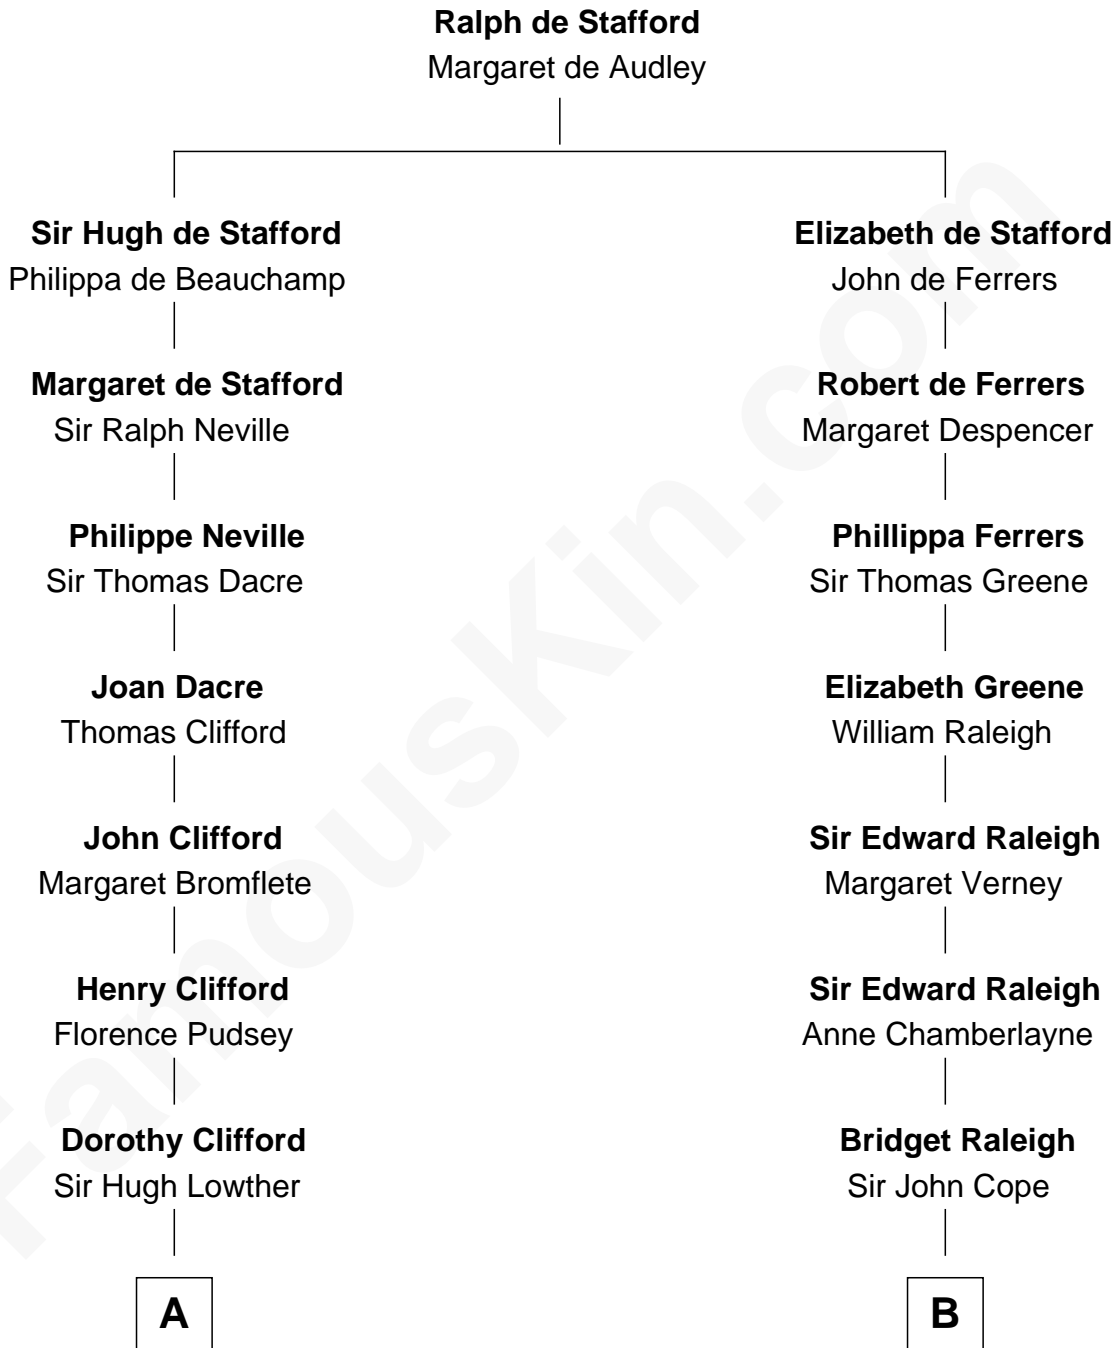 Ralph de Stafford
Margaret de Audley
Sir Hugh de Stafford
Philippa de Beauchamp
Margaret de Stafford
Sir Ralph Neville
Philippe Neville
Sir Thomas Dacre
Joan Dacre
Thomas Clifford
John Clifford
Margaret Bromflete
Henry Clifford
Florence Pudsey
Dorothy Clifford
Sir Hugh Lowther
A
Elizabeth de Stafford
John de Ferrers
Robert de Ferrers
Margaret Despencer
Phillippa Ferrers
Sir Thomas Greene
Elizabeth Greene
William Raleigh
Sir Edward Raleigh
Margaret Verney
Sir Edward Raleigh
Anne Chamberlayne
Bridget Raleigh
Sir John Cope
B
FamousKin.com